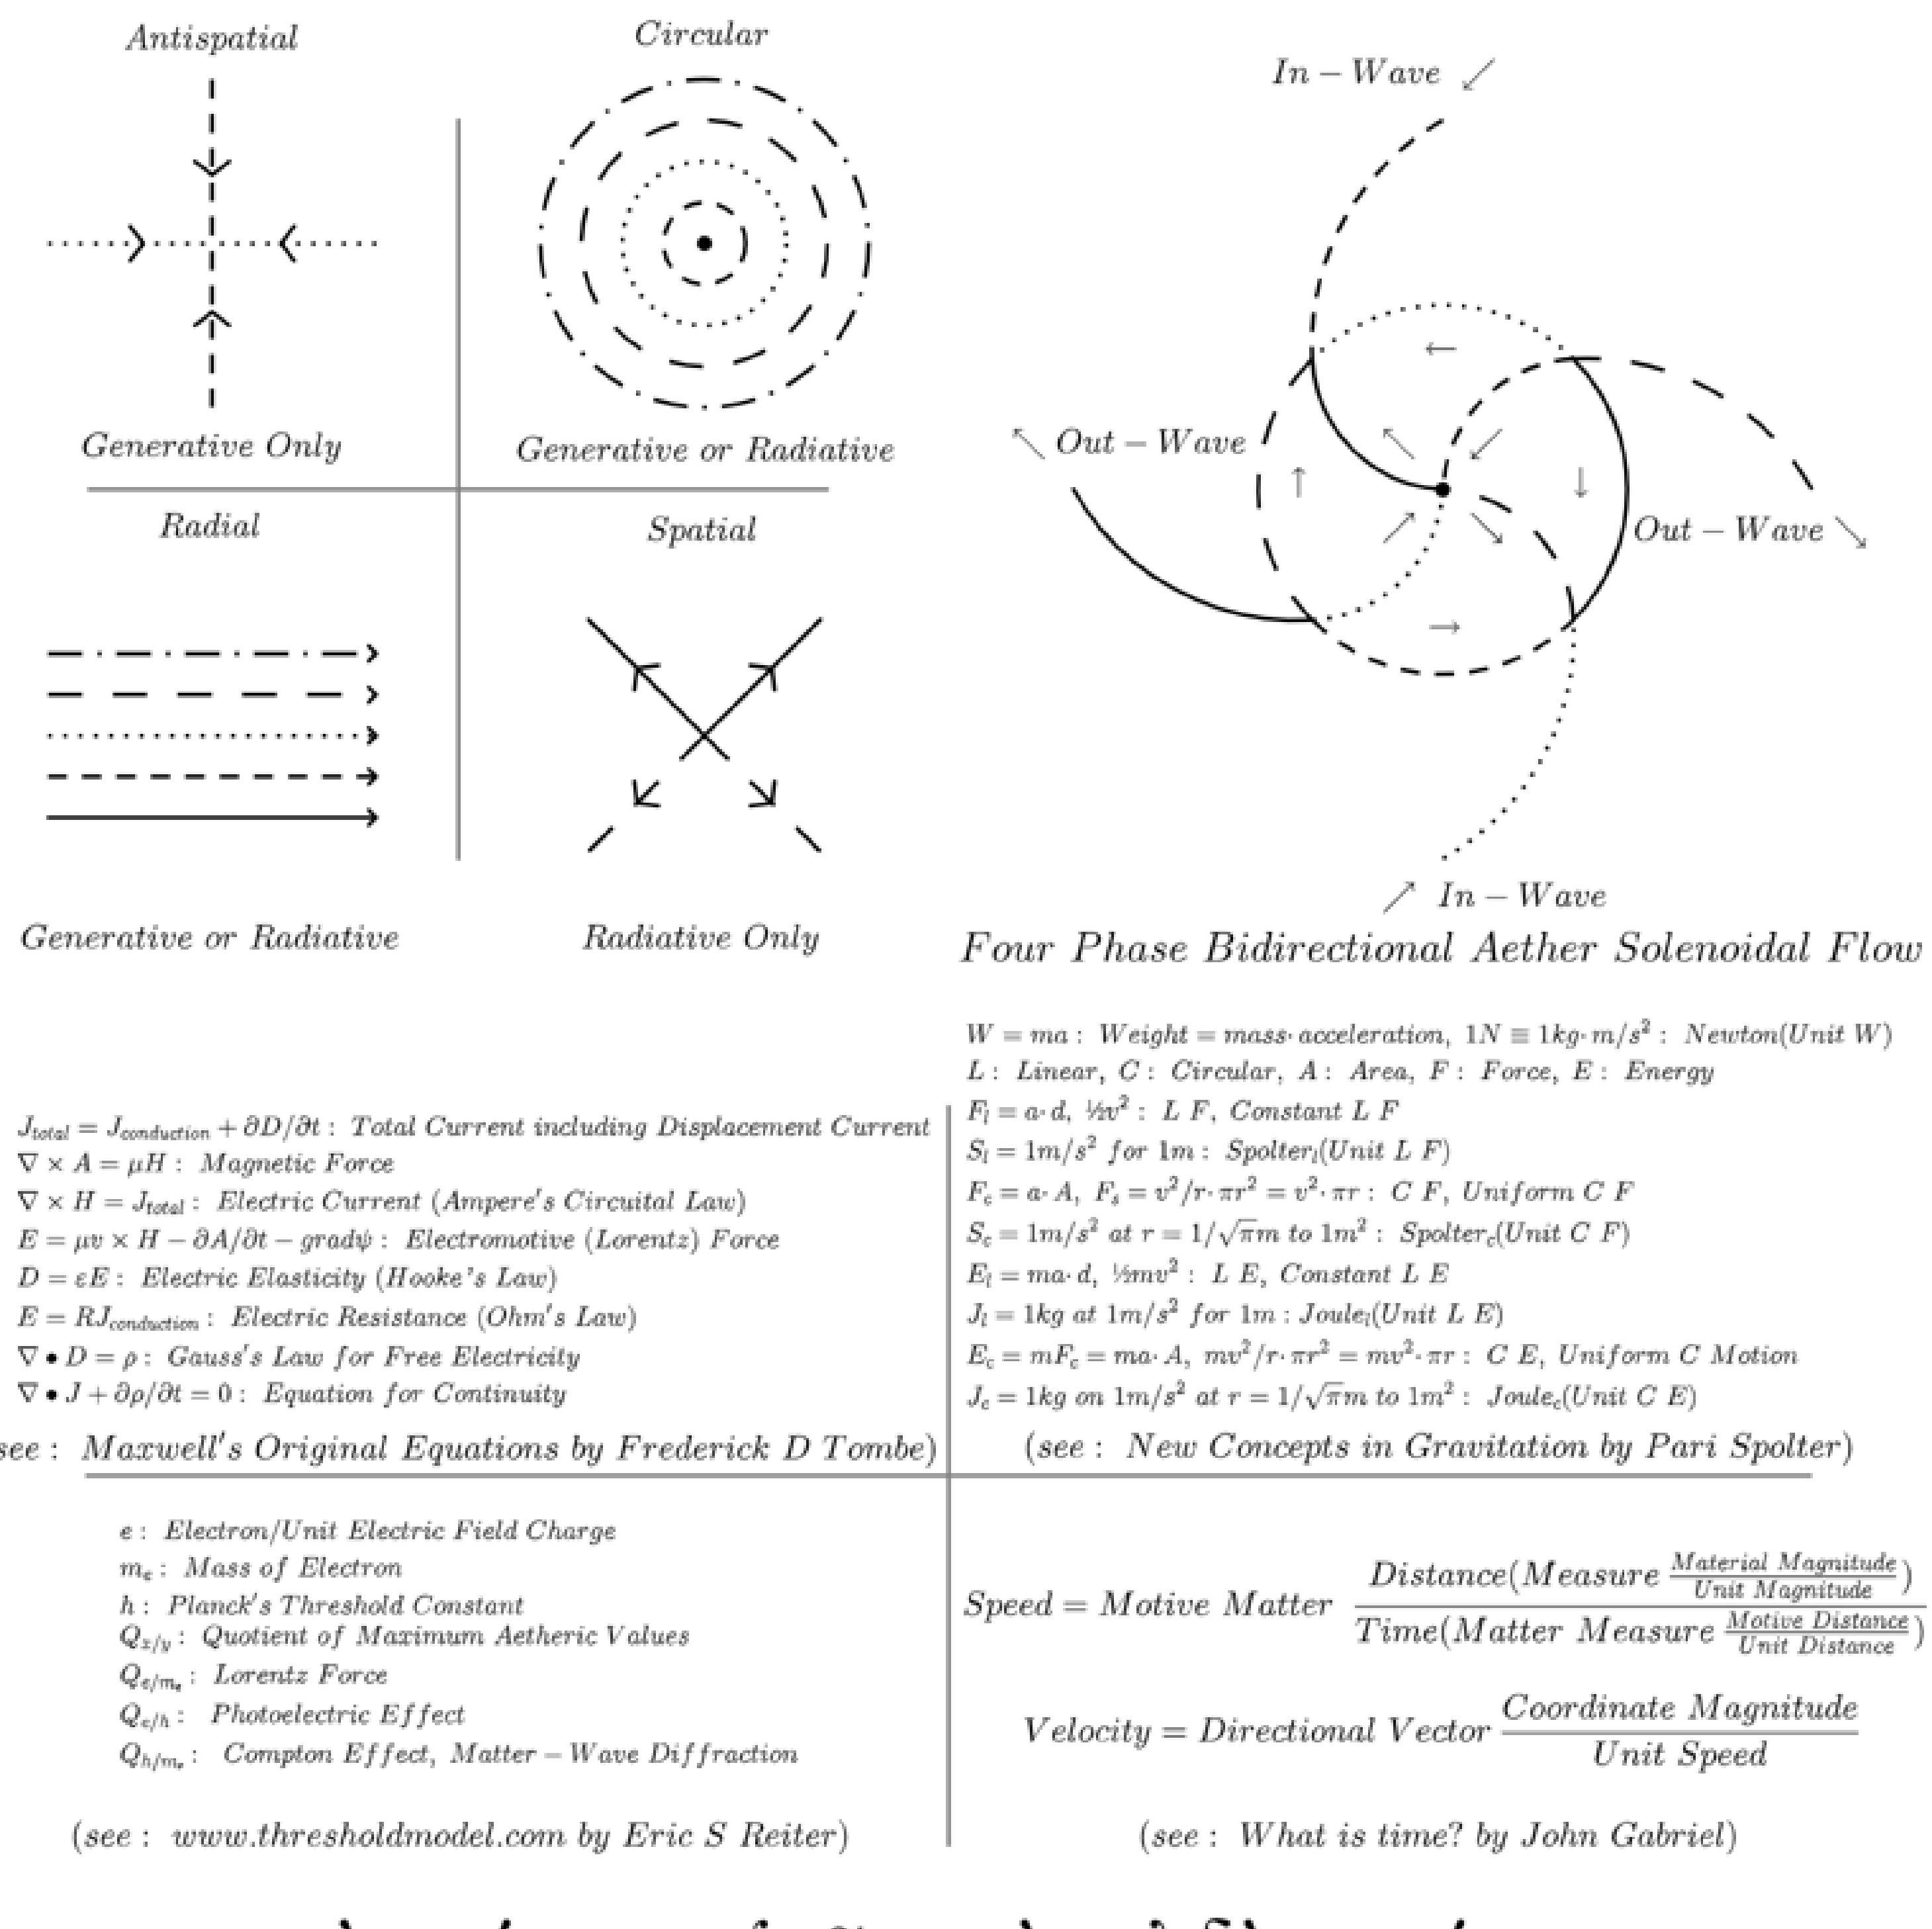 Antispatial
Circular
Generative Only
Generative or Radiative
Radial
Spatial
Generative or Radiative
Radiative Only
In − Wave ↙
↖ Out − Wave
Out − Wave ↘
↗ In − Wave
Four Phase Bidirectional Aether Solenoidal Flow
J_total = J_conduction + ∂D/∂t : Total Current including Displacement Current
∇ × A = μH : Magnetic Force
∇ × H = J_total : Electric Current (Ampere's Circuital Law)
E = μv × H − ∂A/∂t − gradψ : Electromotive (Lorentz) Force
D = εE : Electric Elasticity (Hooke's Law)
E = RJ_conduction : Electric Resistance (Ohm's Law)
∇ • D = ρ : Gauss's Law for Free Electricity
∇ • J + ∂ρ/∂t = 0 : Equation for Continuity
see : Maxwell's Original Equations by Frederick D Tombe)
W = ma : Weight = mass· acceleration, 1N ≡ 1kg· m/s² : Newton(Unit W)
L : Linear, C : Circular, A : Area, F : Force, E : Energy
F_l = a· d, ½v² : L F, Constant L F
S_l = 1m/s² for 1m : Spolter_l(Unit L F)
F_c = a· A, F_s = v²/r· πr² = v²· πr : C F, Uniform C F
S_c = 1m/s² at r = 1/√πm to 1m² : Spolter_c(Unit C F)
E_l = ma· d, ½mv² : L E, Constant L E
J_l = 1kg at 1m/s² for 1m : Joule_l(Unit L E)
E_c = mF_c = ma· A, mv²/r· πr² = mv²· πr : C E, Uniform C Motion
J_c = 1kg on 1m/s² at r = 1/√πm to 1m² : Joule_c(Unit C E)
(see : New Concepts in Gravitation by Pari Spolter)
e : Electron/Unit Electric Field Charge
m_e : Mass of Electron
h : Planck's Threshold Constant
Q_x/y : Quotient of Maximum Aetheric Values
Q_e/m_e : Lorentz Force
Q_e/h : Photoelectric Effect
Q_h/m_e : Compton Effect, Matter − Wave Diffraction
(see : www.thresholdmodel.com by Eric S Reiter)
Speed = Motive Matter
Distance(Measure Material Magnitude/Unit Magnitude)
Time(Matter Measure Motive Distance/Unit Distance)
Velocity = Directional Vector Coordinate Magnitude/Unit Speed
(see : What is time? by John Gabriel)